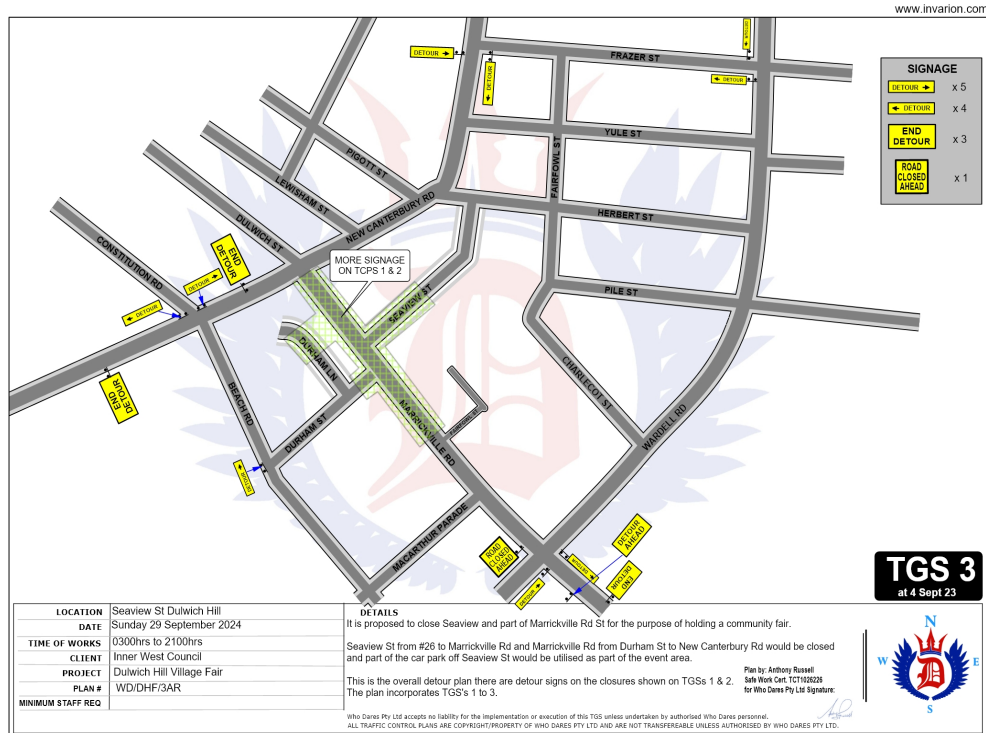 www.invarion.com
DETOUR
DETOUR
DETOUR
DETOUR
FRAZER ST
YULE ST
FAIRFOWL ST
HERBERT ST
PILE ST
PIGOTT ST
LEWISHAM ST
DULWICH ST
CONSTITUTION RD
NEW CANTERBURY RD
END
DETOUR
DETOUR
DETOUR
END
DETOUR
MORE SIGNAGE
ON TCPS 1 & 2
SEAVIEW ST
DURHAM LN
BEACH RD
DURHAM ST
DETOUR
MARRICKVILLE RD
CHARLECOT ST
WARDELL RD
MACARTHUR PARADE
ROAD
CLOSED
AHEAD
DETOUR
AHEAD
DETOUR
DETOUR
END
DETOUR
SIGNAGE
DETOUR x 5
DETOUR x 4
END
DETOUR
x 3
ROAD
CLOSED
AHEAD
x 1
TGS 3
at 4 Sept 23
LOCATION Seaview St Dulwich Hill
DATE Sunday 29 September 2024
TIME OF WORKS 0300hrs to 2100hrs
CLIENT Inner West Council
PROJECT Dulwich Hill Village Fair
PLAN # WD/DHF/3AR
MINIMUM STAFF REQ
DETAILS
It is proposed to close Seaview and part of Marrickville Rd St for the purpose of holding a community fair.
Seaview St from #26 to Marrickville Rd and Marrickville Rd from Durham St to New Canterbury Rd would be closed
and part of the car park off Seaview St would be utilised as part of the event area.
This is the overall detour plan there are detour signs on the closures shown on TGSs 1 & 2.
The plan incorporates TGS's 1 to 3.
Plan by: Anthony Russell
Safe Work Cert. TCT1026226
for Who Dares Pty Ltd Signature:
Who Dares Pty Ltd accepts no liability for the implementation or execution of this TGS unless undertaken by authorised Who Dares personnel.
ALL TRAFFIC CONTROL PLANS ARE COPYRIGHT/PROPERTY OF WHO DARES PTY LTD AND ARE NOT TRANSFEREABLE UNLESS AUTHORISED BY WHO DARES PTY LTD.
N
W
E
S
D